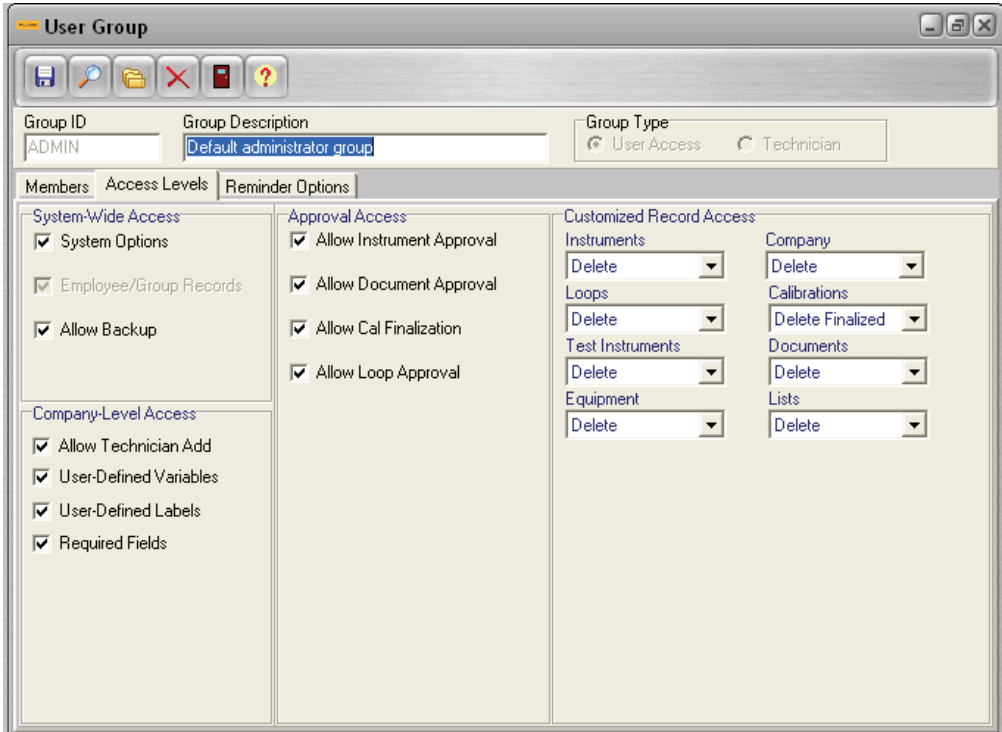 User Group
Group ID
Group Description
Group Type
ADMIN
Default administrator group
User Access
Technician
Members
Access Levels
Reminder Options
System-Wide Access
System Options
Employee/Group Records
Allow Backup
Company-Level Access
Allow Technician Add
User-Defined Variables
User-Defined Labels
Required Fields
Approval Access
Allow Instrument Approval
Allow Document Approval
Allow Cal Finalization
Allow Loop Approval
Customized Record Access
Instruments
Company
Delete
Delete
Loops
Calibrations
Delete
Delete Finalized
Test Instruments
Documents
Delete
Delete
Equipment
Lists
Delete
Delete